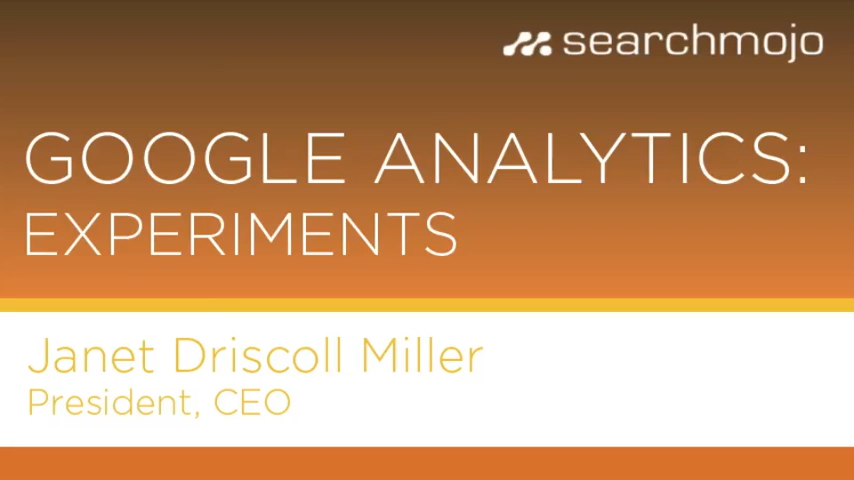 searchmojo
GOOGLE ANALYTICS:
EXPERIMENTS
Janet Driscoll Miller
President, CEO